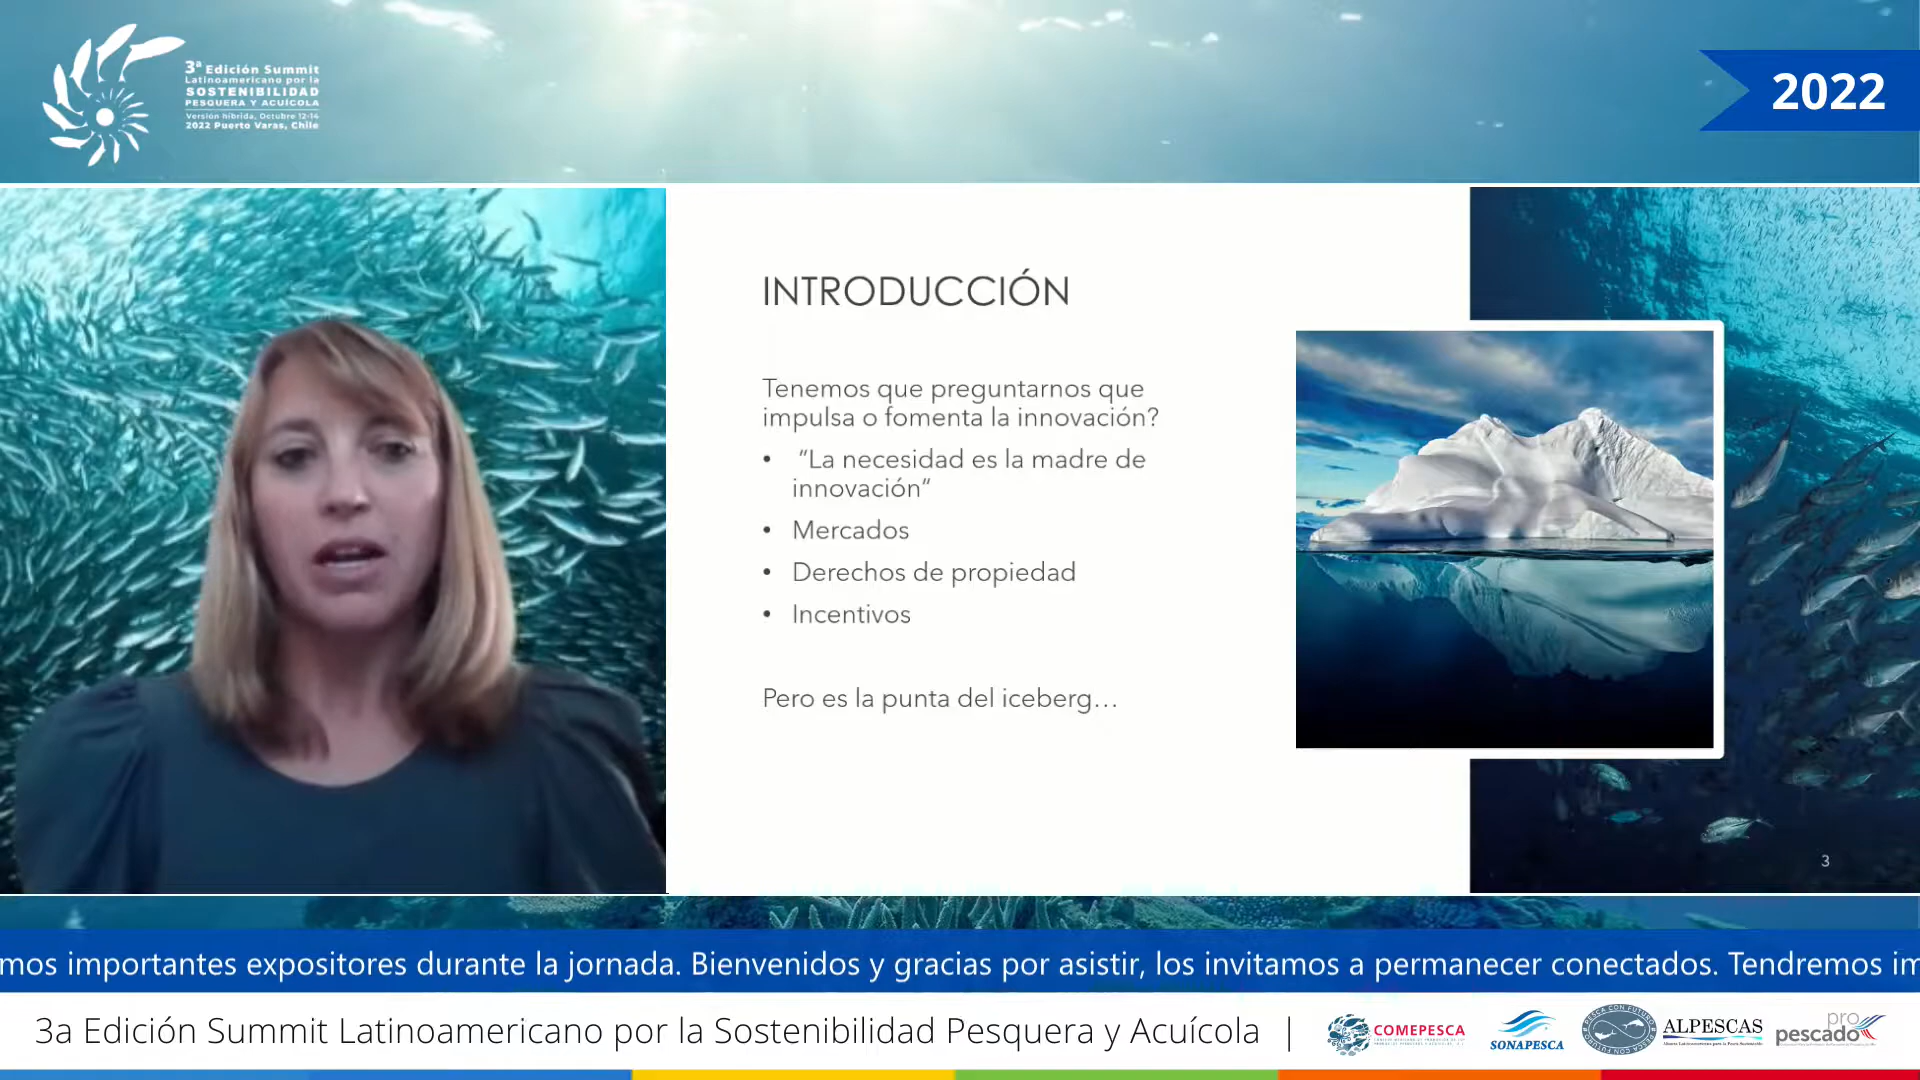 3ª Edición Summit
Latinoamericano por la
SOSTENIBILIDAD
PESQUERA Y ACUÍCOLA
Versión híbrida, Octubre 12-14
2022 Puerto Varas, Chile
2022
INTRODUCCIÓN
Tenemos que preguntarnos que
impulsa o fomenta la innovación?
• "La necesidad es la madre de
innovación"
• Mercados
• Derechos de propiedad
• Incentivos
Pero es la punta del iceberg...
3
mos importantes expositores durante la jornada. Bienvenidos y gracias por asistir, los invitamos a permanecer conectados. Tendremos im
3a Edición Summit Latinoamericano por la Sostenibilidad Pesquera y Acuícola |
COMEPESCA
SONAPESCA
PESCA CON FUTURO
ALPESCAS
pro
pescado